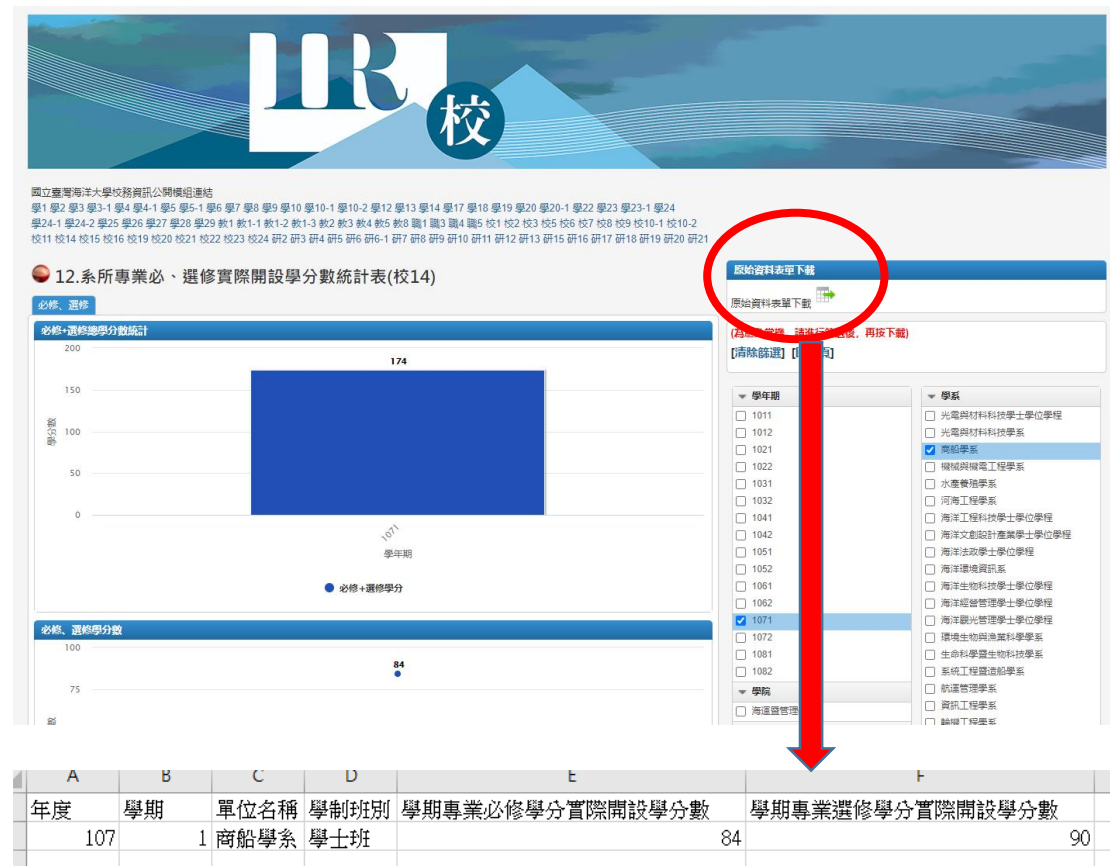 IR
校
國立臺灣海洋大學校務資訊公開模組連結
學1 學2 學3 學3-1 學4 學4-1 學5 學5-1 學6 學7 學8 學9 學10 學10-1 學10-2 學12 學13 學14 學17 學18 學19 學20 學20-1 學22 學23 學23-1 學24
學24-1 學24-2 學25 學26 學27 學28 學29 教1 教1-1 教1-2 教1-3 教2 教3 教4 教5 教8 職1 職3 職4 職5 校1 校2 校3 校5 校6 校7 校8 校9 校10-1 校10-2
校11 校14 校15 校16 校19 校20 校21 校22 校23 校24 研2 研3 研4 研5 研6 研6-1 研7 研8 研9 研10 研11 研12 研13 研15 研16 研17 研18 研19 研20 研21
12.系所專業必、選修實際開設學分數統計表(校14)
必修、選修
必修+選修總學分數統計
200
174
150
100
50
0
學分數
1071
學年期
必修+選修學分
必修、選修學分數
100
84
75
原始資料表單下載
原始資料表單下載
後，再按下載)
[清除篩選]
學年期
1011
1012
1021
1022
1031
1032
1041
1042
1051
1052
1061
1062
1071
1072
1081
1082
學院
海運暨管理
學系
光電與材料科技學士學位學程
光電與材料科技學系
商船學系
機械與機電工程學系
水產養殖學系
河海工程學系
海洋工程科技學士學位學程
海洋文創設計產業學士學位學程
海洋法政學士學位學程
海洋環境資訊系
海洋生物科技學士學位學程
海洋經營管理學士學位學程
海洋觀光管理學士學位學程
環境生物與漁業科學學系
生命科學暨生物科技學系
系統工程暨造船學系
航運管理學系
資訊工程學系
輪機工程學系
A B C D E F
年度 學期 單位名稱 學制班別 學期專業必修學分實際開設學分數 學期專業選修學分實際開設學分數
107 1 商船學系 學士班 84 90